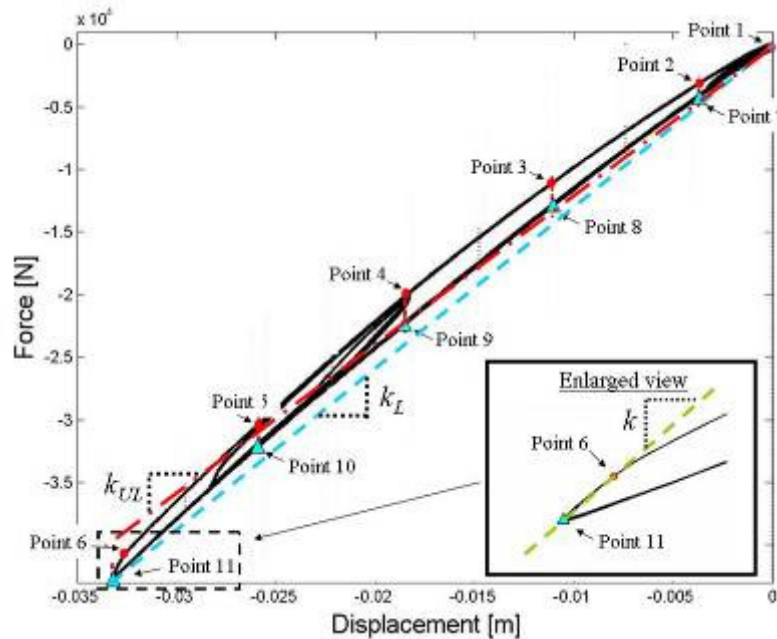 x 10⁴
0
-0.5
-1
-1.5
-2
-2.5
-3
-3.5
Force [N]
Point 1
Point 2
Point 3
Point 8
Point 4
Point 9
Point 5
Point 10
Point 6
Point 11
k_L
k_UL
Enlarged view
k
Point 6
Point 11
-0.035
-0.03
-0.025
-0.02
-0.015
-0.01
-0.005
0
Displacement [m]